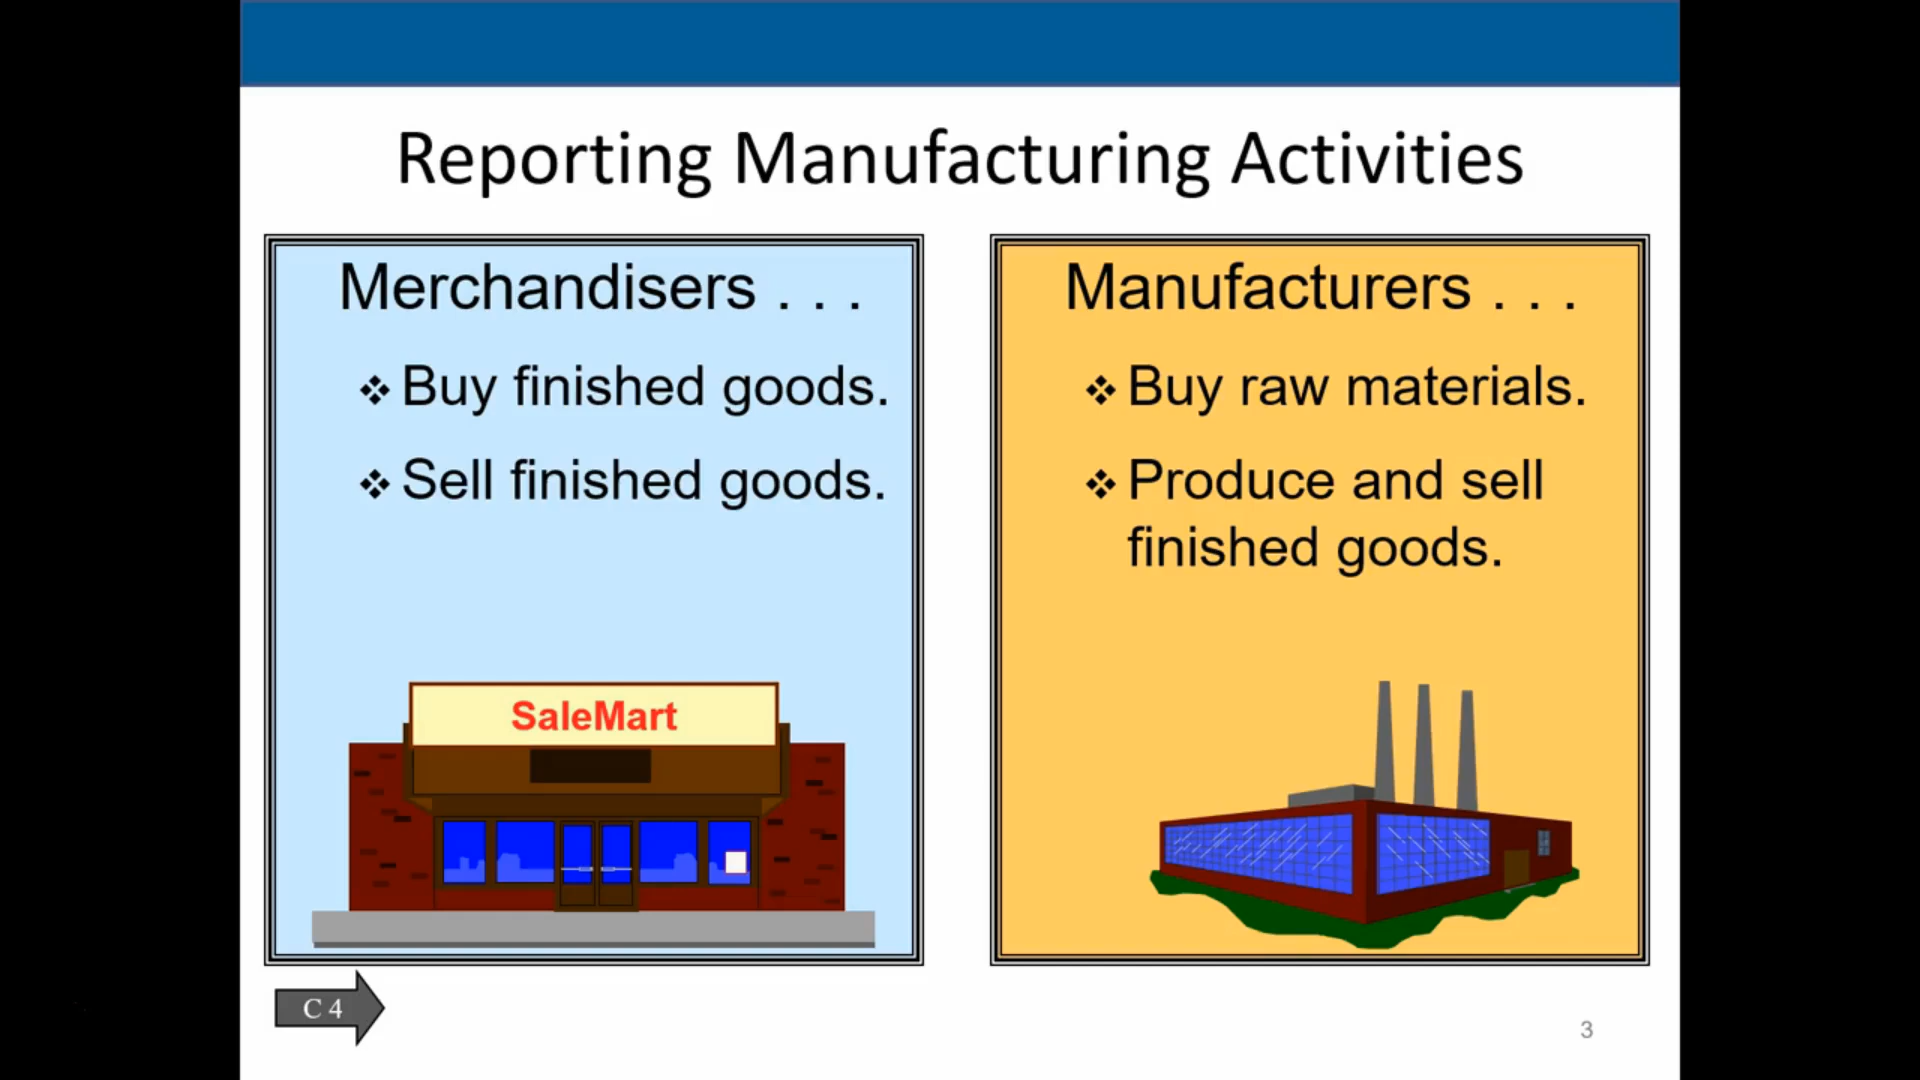 Reporting Manufacturing Activities
Merchandisers . . .
❖ Buy finished goods.
❖ Sell finished goods.
SaleMart
Manufacturers . . .
❖ Buy raw materials.
❖ Produce and sell
finished goods.
C 4
3